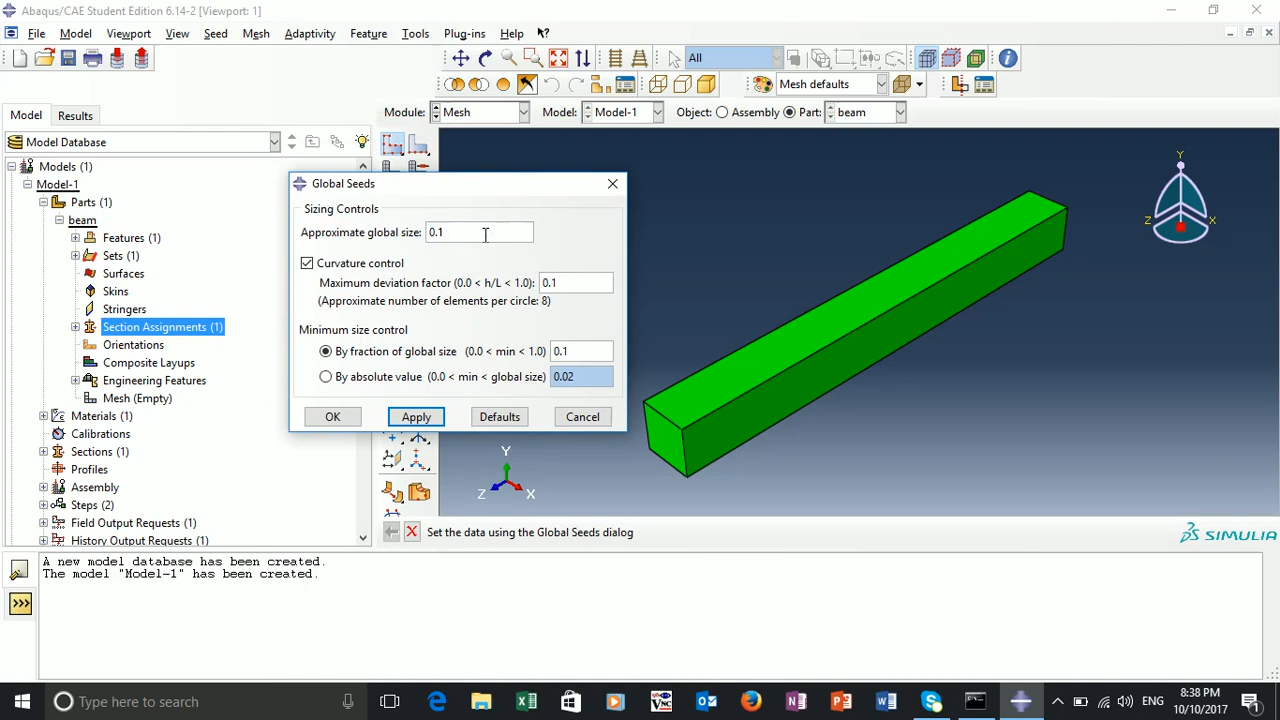 Abaqus/CAE Student Edition 6.14-2 [Viewport: 1]
File Model Viewport View Seed Mesh Adaptivity Feature Tools Plug-ins Help
All
Mesh defaults
Model Results
Module: Mesh Model: Model-1 Object: Assembly Part: beam
Model Database
Models (1)
Model-1
Parts (1)
beam
Features (1)
Sets (1)
Surfaces
Skins
Stringers
Section Assignments (1)
Orientations
Composite Layups
Engineering Features
Mesh (Empty)
Materials (1)
Calibrations
Sections (1)
Profiles
Assembly
Steps (2)
Field Output Requests (1)
History Output Requests (1)
Global Seeds
Sizing Controls
Approximate global size: 0.1
Curvature control
Maximum deviation factor (0.0 < h/L < 1.0): 0.1
(Approximate number of elements per circle: 8)
Minimum size control
By fraction of global size (0.0 < min < 1.0) 0.1
By absolute value (0.0 < min < global size) 0.02
OK Apply Defaults Cancel
Y
Z X
Y
Z X
Set the data using the Global Seeds dialog
SIMULIA
A new model database has been created.
The model "Model-1" has been created.
>>>
Type here to search
ENG
8:38 PM
10/10/2017